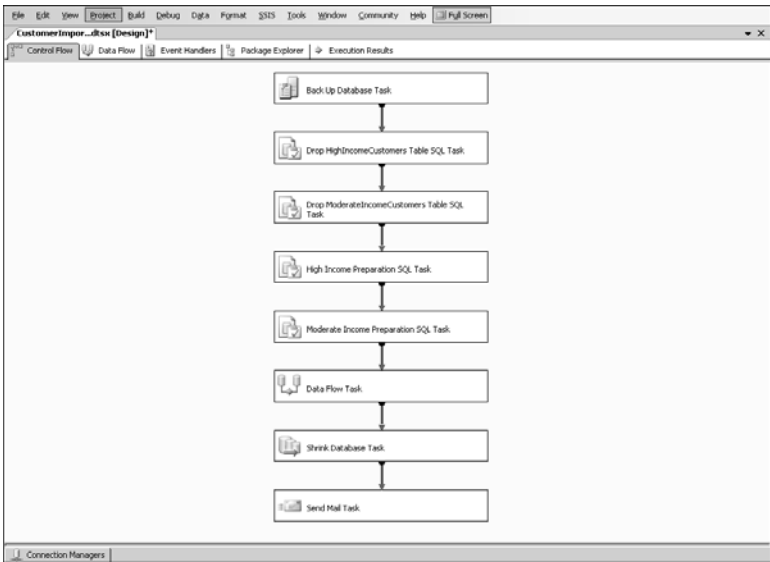 File Edit View Project Build Debug Data Format SSIS Tools Window Community Help Full Screen
CustomerImpor...dtsx [Design]*
Control Flow Data Flow Event Handlers Package Explorer Execution Results
Back Up Database Task
Drop HighIncomeCustomers Table SQL Task
Drop ModerateIncomeCustomers Table SQL
Task
High Income Preparation SQL Task
Moderate Income Preparation SQL Task
Data Flow Task
Shrink Database Task
Send Mail Task
Connection Managers